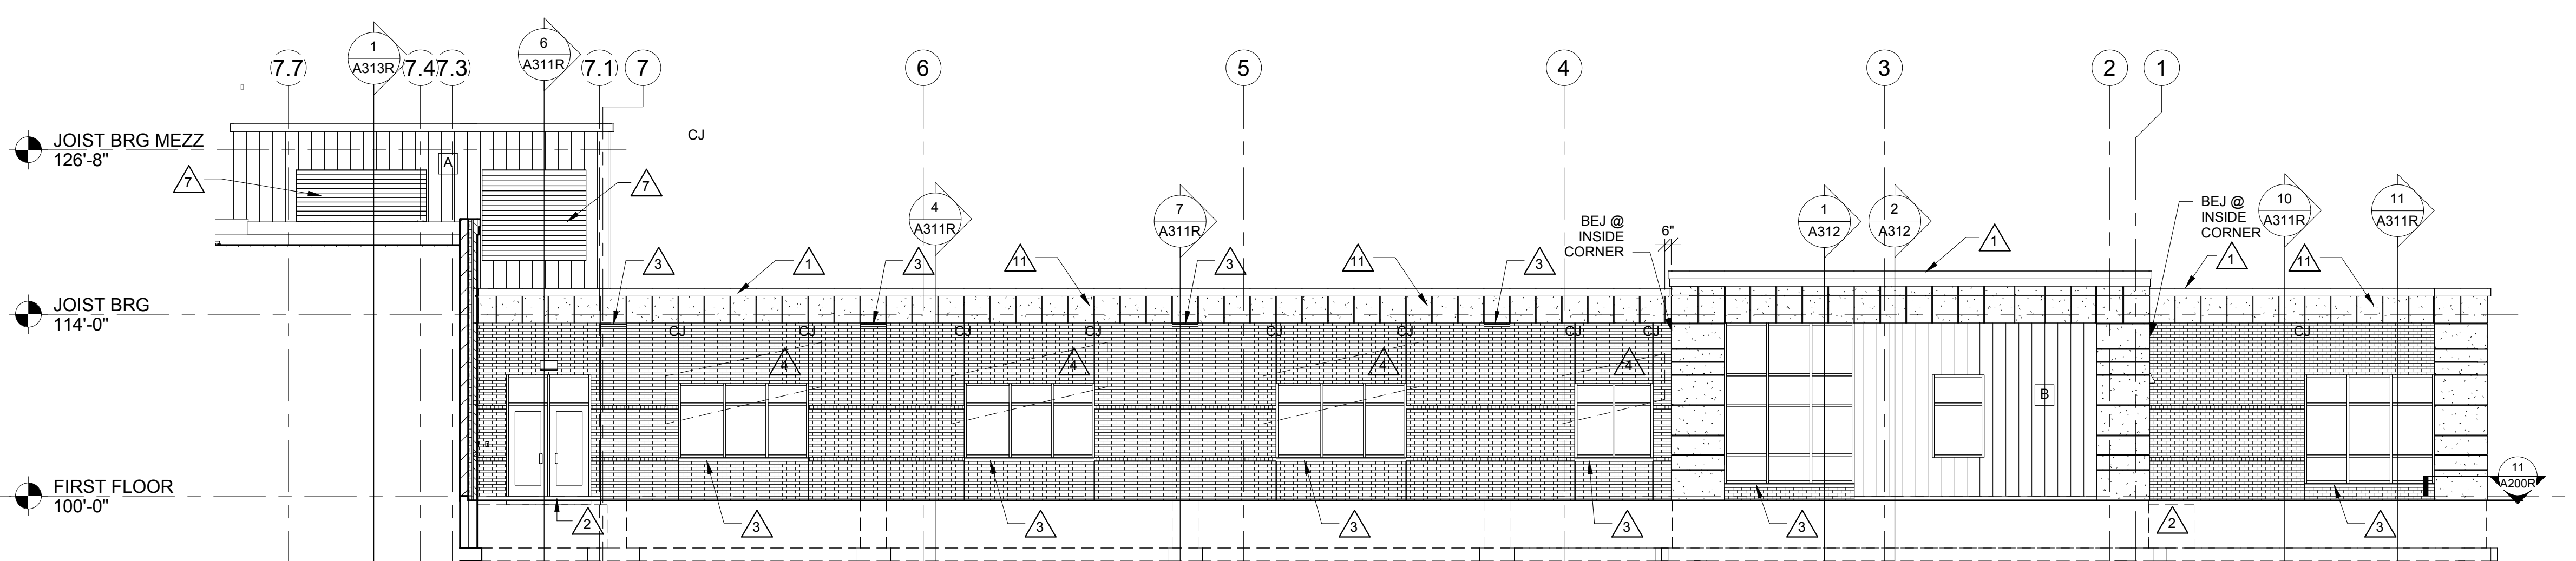 7.7
1
A313R
7.4
7.3
6
A311R
7.1
7
6
5
4
3
2
1
JOIST BRG MEZZ
126'-8"
CJ
A
7
7
4
A311R
7
A311R
BEJ @
INSIDE
CORNER
6"
1
A312
2
A312
1
BEJ @
INSIDE
CORNER
10
A311R
11
A311R
3
1
3
11
3
11
3
1
11
JOIST BRG
114'-0"
CJ
CJ
CJ
CJ
CJ
CJ
CJ
CJ
CJ
4
4
4
4
B
FIRST FLOOR
100'-0"
11
A200R
2
3
3
3
3
3
2
3